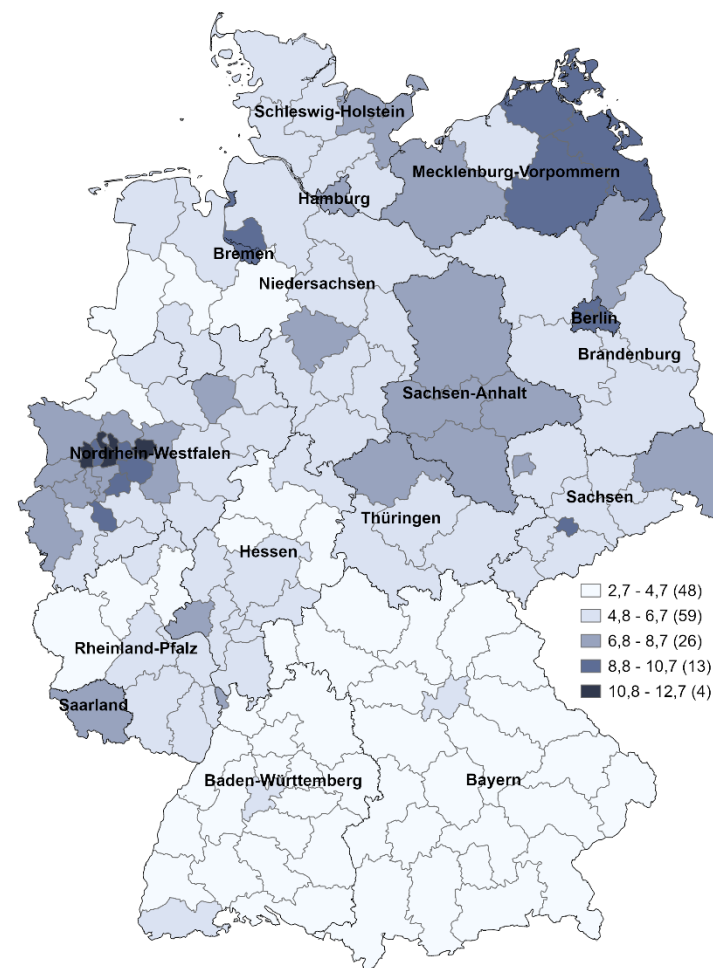 Schleswig-Holstein
Mecklenburg-Vorpommern
Hamburg
Bremen
Niedersachsen
Berlin
Brandenburg
Sachsen-Anhalt
Nordrhein-Westfalen
Sachsen
Thüringen
Hessen
2,7 - 4,7 (48)
4,8 - 6,7 (59)
6,8 - 8,7 (26)
8,8 - 10,7 (13)
10,8 - 12,7 (4)
Rheinland-Pfalz
Saarland
Baden-Württemberg
Bayern